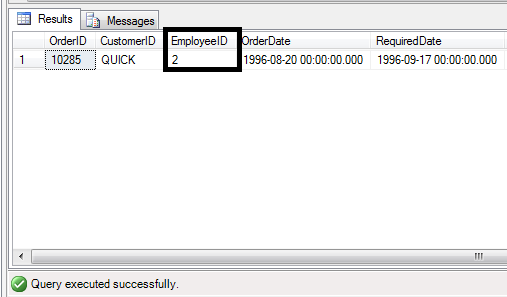 Results Messages
OrderID CustomerID EmployeeID OrderDate RequiredDate
1 10285 QUICK 2 1996-08-20 00:00:00.000 1996-09-17 00:00:00.000
Query executed successfully.